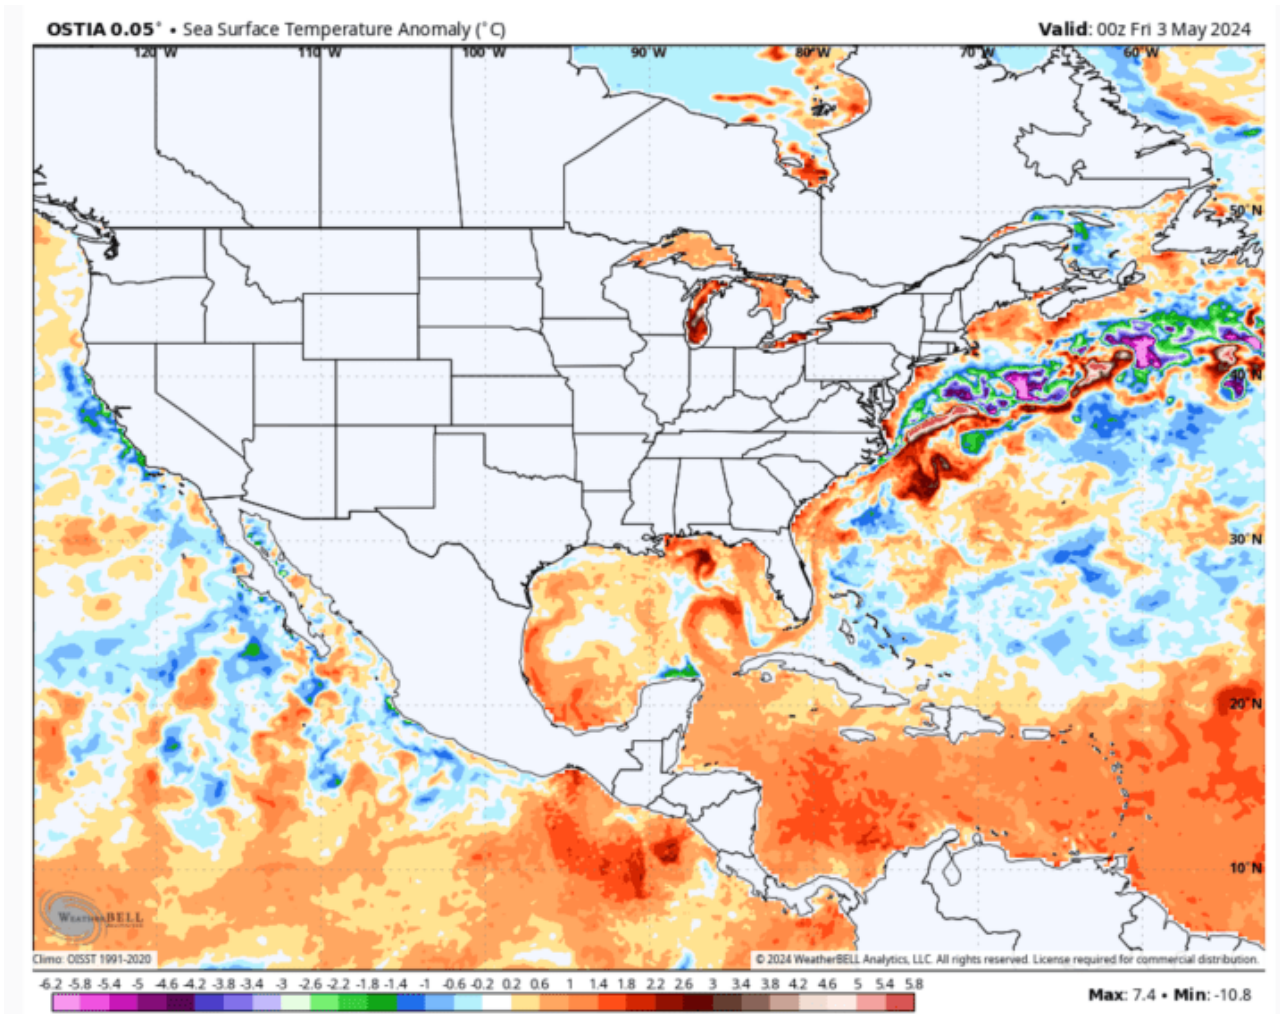 OSTIA 0.05° • Sea Surface Temperature Anomaly (°C)
Valid: 00z Fri 3 May 2024
120°W 110°W 100°W 90°W 80°W 70°W 60°W
50°N
40°N
30°N
20°N
10°N
WEATHERBELL
Climo: OISST 1991-2020
© 2024 WeatherBELL Analytics, LLC. All rights reserved. License required for commercial distribution.
-6.2 -5.8 -5.4 -5 -4.6 -4.2 -3.8 -3.4 -3 -2.6 -2.2 -1.8 -1.4 -1 -0.6 -0.2 0.2 0.6 1 1.4 1.8 2.2 2.6 3 3.4 3.8 4.2 4.6 5 5.4 5.8
Max: 7.4 • Min: -10.8